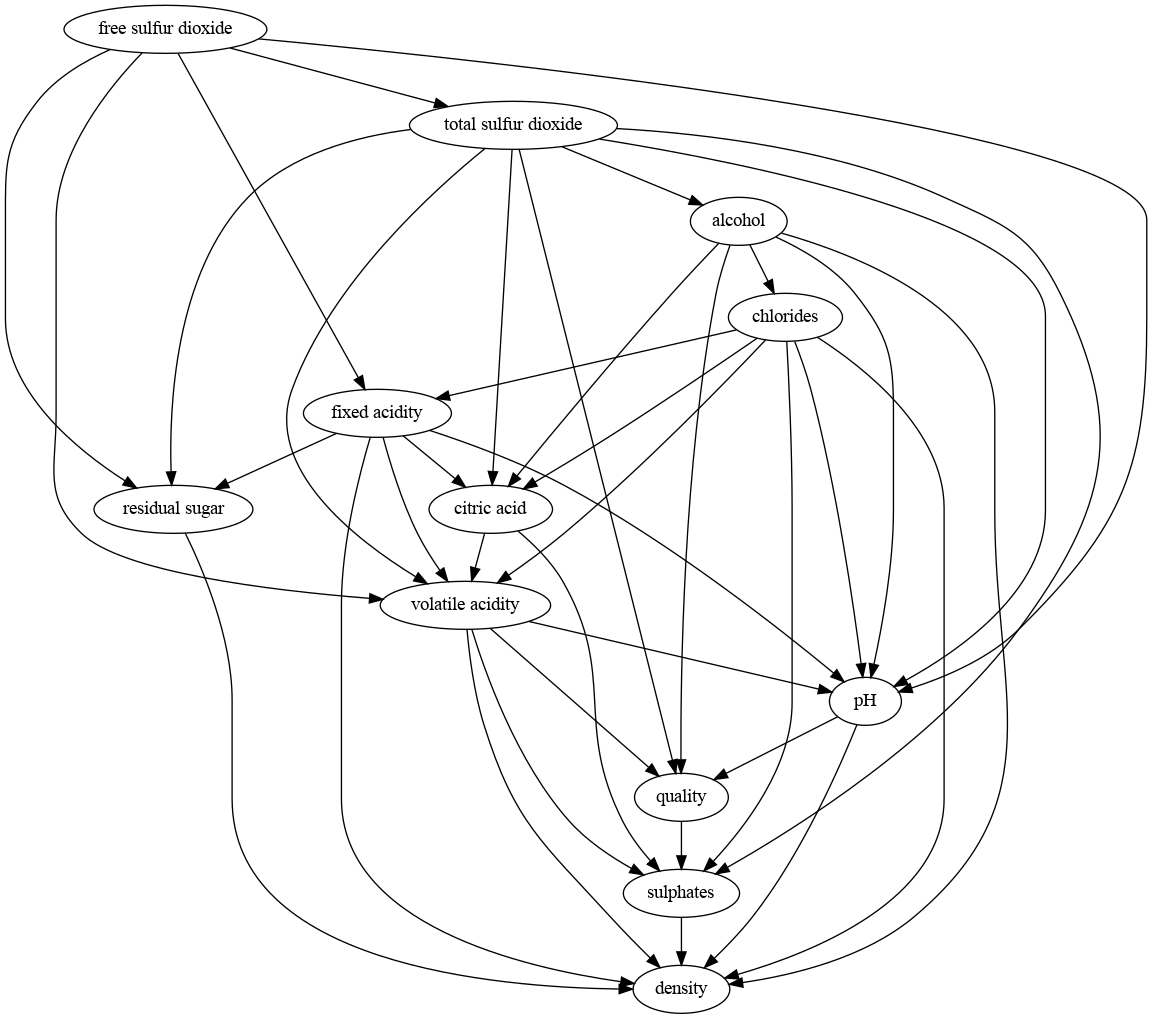 free sulfur dioxide
total sulfur dioxide
alcohol
chlorides
fixed acidity
residual sugar
citric acid
volatile acidity
pH
quality
sulphates
density